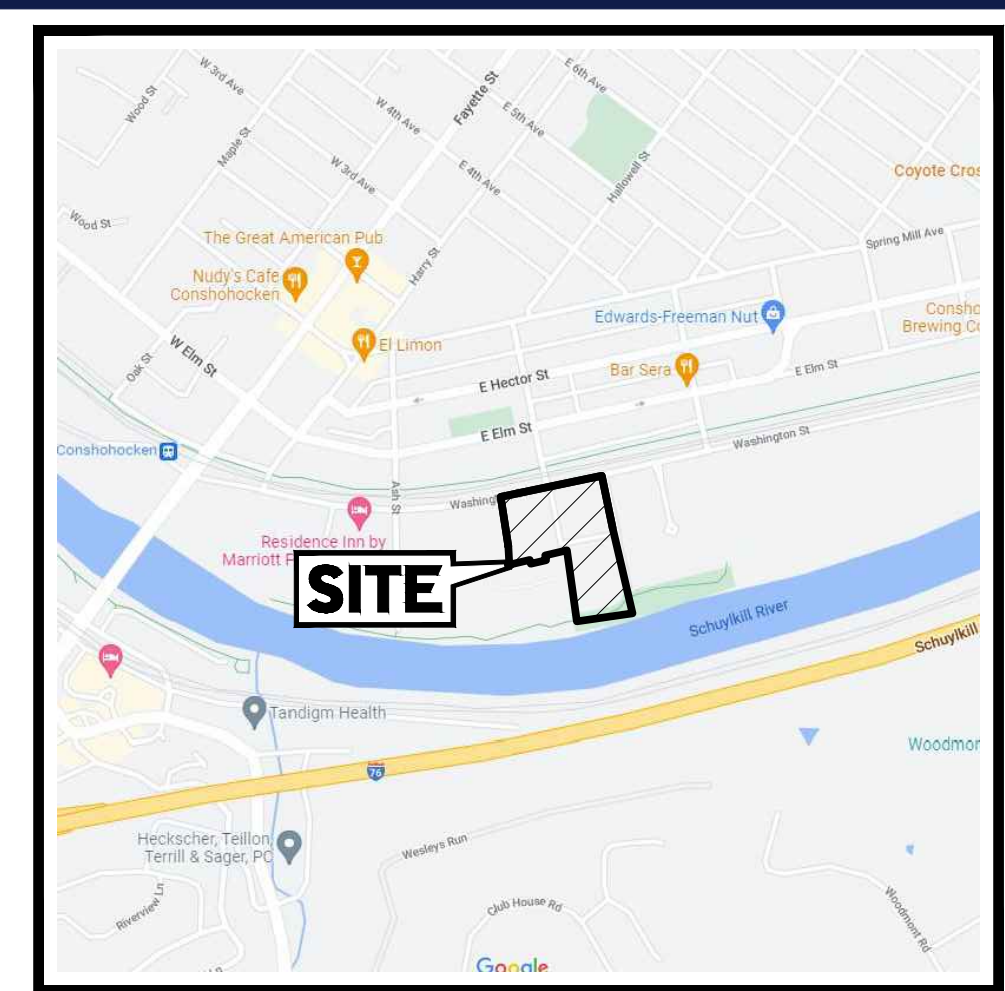 W 3rd Ave
Wood St
Maple St
W 4th Ave
Fayette St
E 6th Ave
E 5th Ave
W 3rd Ave
E 4th Ave
Hallowell St
Coyote Cros
Wood St
The Great American Pub
Harry St
Spring Mill Ave
Nudy's Cafe
Conshohocken
Edwards-Freeman Nut
Consho
Brewing Co
El Limon
W Elm St
Oak St
Bar Sera
E Elm St
E Hector St
E Elm St
Washington St
Conshohocken
Ash St
Washing
Residence Inn by
Marriott P
SITE
Schuylkill River
Schuylkill
Tandigm Health
Woodmon
76
Heckscher, Teillon,
Terrill & Sager, PC
Wesleys Run
Riverview Ln
Club House Rd
Woodmont Rd
Google